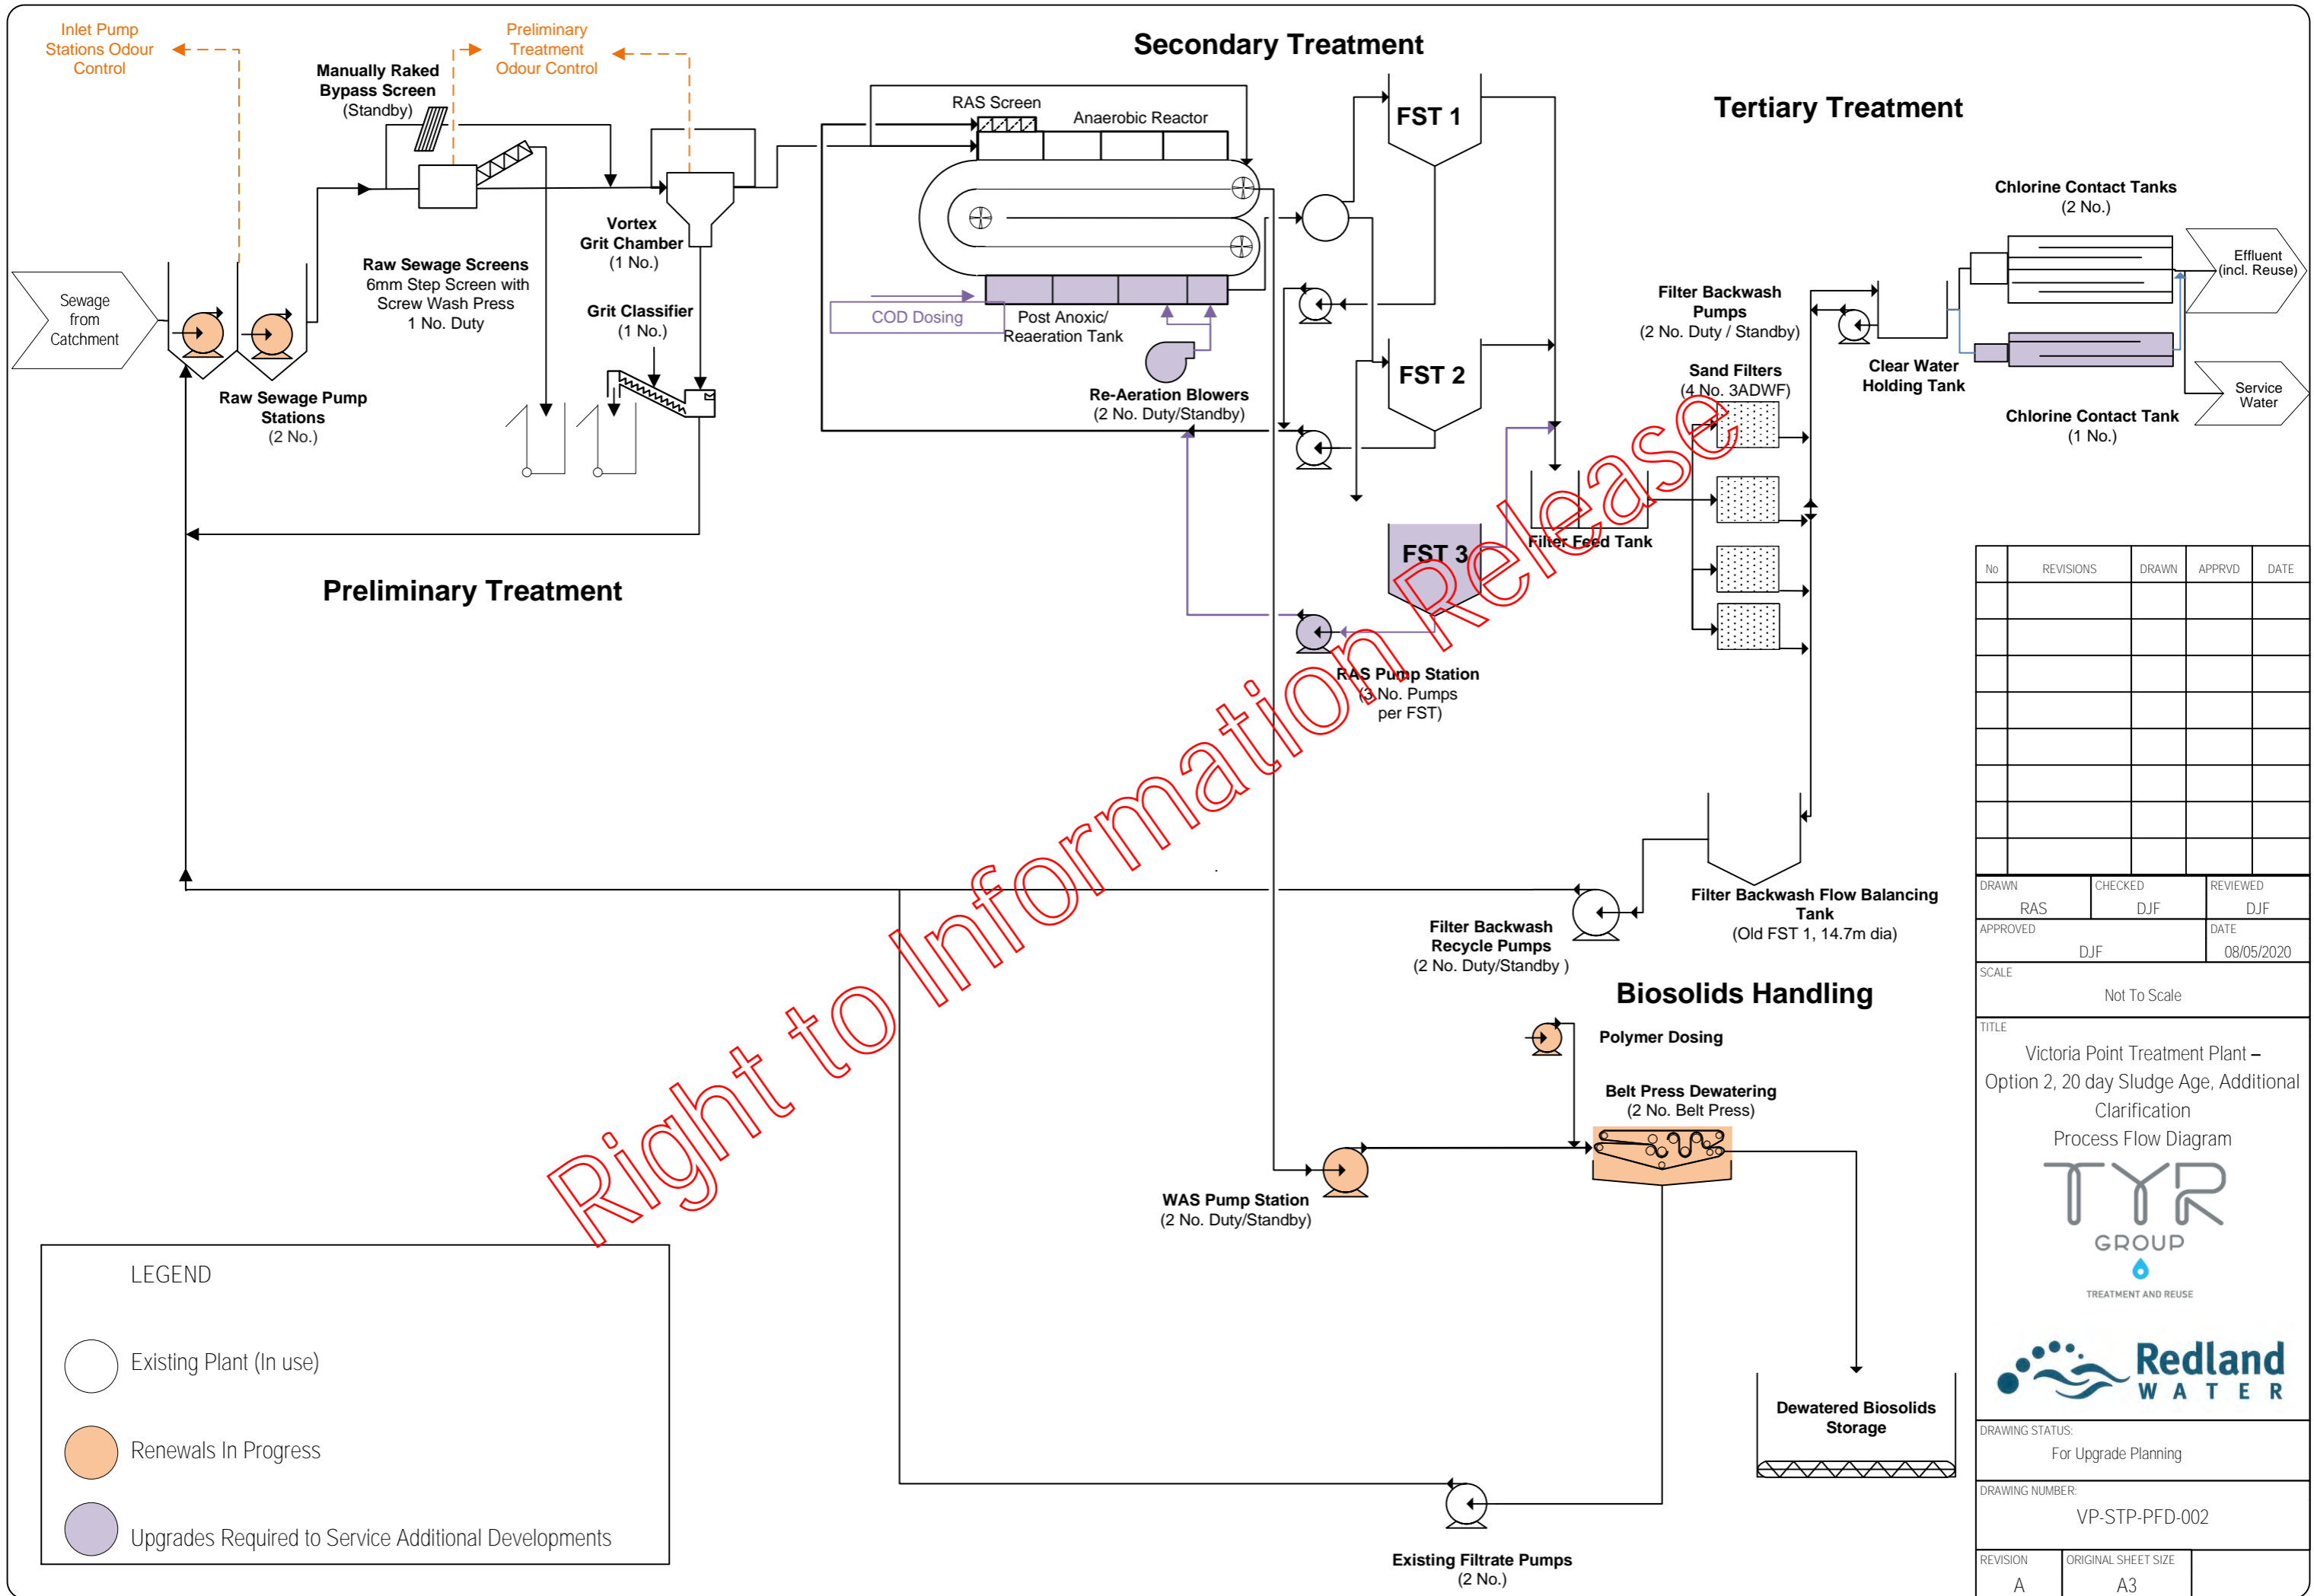 Inlet Pump
Stations Odour
Control
Preliminary
Treatment
Odour Control
Manually Raked
Bypass Screen
(Standby)
Secondary Treatment
RAS Screen
Anaerobic Reactor
FST 1
Tertiary Treatment
Chlorine Contact Tanks
(2 No.)
Effluent
(incl. Reuse)
Sewage
from
Catchment
Raw Sewage Screens
6mm Step Screen with
Screw Wash Press
1 No. Duty
Vortex
Grit Chamber
(1 No.)
Grit Classifier
(1 No.)
Raw Sewage Pump
Stations
(2 No.)
COD Dosing
Post Anoxic/
Reaeration Tank
Re-Aeration Blowers
(2 No. Duty/Standby)
FST 2
Filter Backwash
Pumps
(2 No. Duty / Standby)
Sand Filters
(4 No. 3ADWF)
Clear Water
Holding Tank
Chlorine Contact Tank
(1 No.)
Service
Water
FST 3
Filter Feed Tank
Preliminary Treatment
RAS Pump Station
(3 No. Pumps
per FST)
Right to Information Release
Filter Backwash Flow Balancing
Tank
(Old FST 1, 14.7m dia)
Filter Backwash
Recycle Pumps
(2 No. Duty/Standby )
Biosolids Handling
Polymer Dosing
Belt Press Dewatering
(2 No. Belt Press)
WAS Pump Station
(2 No. Duty/Standby)
Dewatered Biosolids
Storage
Existing Filtrate Pumps
(2 No.)
LEGEND
Existing Plant (In use)
Renewals In Progress
Upgrades Required to Service Additional Developments
No REVISIONS DRAWN APPRVD DATE
DRAWN CHECKED REVIEWED
RAS DJF DJF
APPROVED DATE
DJF 08/05/2020
SCALE
Not To Scale
TITLE
Victoria Point Treatment Plant –
Option 2, 20 day Sludge Age, Additional
Clarification
Process Flow Diagram
TYR
GROUP
TREATMENT AND REUSE
Redland
WATER
DRAWING STATUS:
For Upgrade Planning
DRAWING NUMBER:
VP-STP-PFD-002
REVISION ORIGINAL SHEET SIZE
A A3